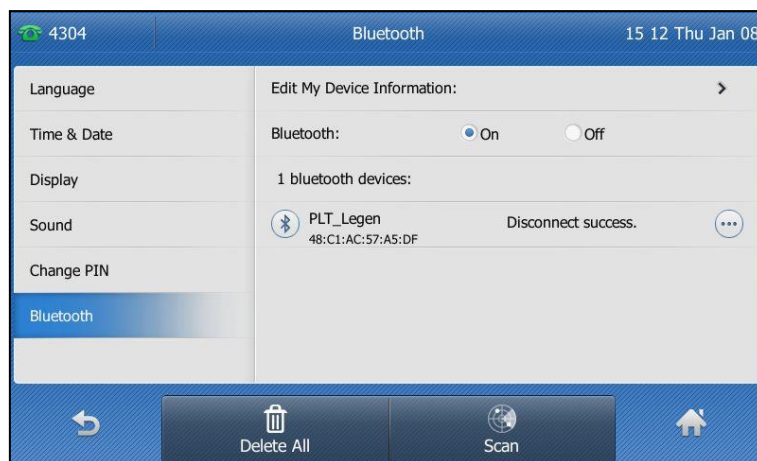 4304 Bluetooth 15 12 Thu Jan 08
Language
Time & Date
Display
Sound
Change PIN
Bluetooth
Edit My Device Information:
Bluetooth: On Off
1 bluetooth devices:
PLT_Legen Disconnect success.
48:C1:AC:57:A5:DF
Delete All Scan